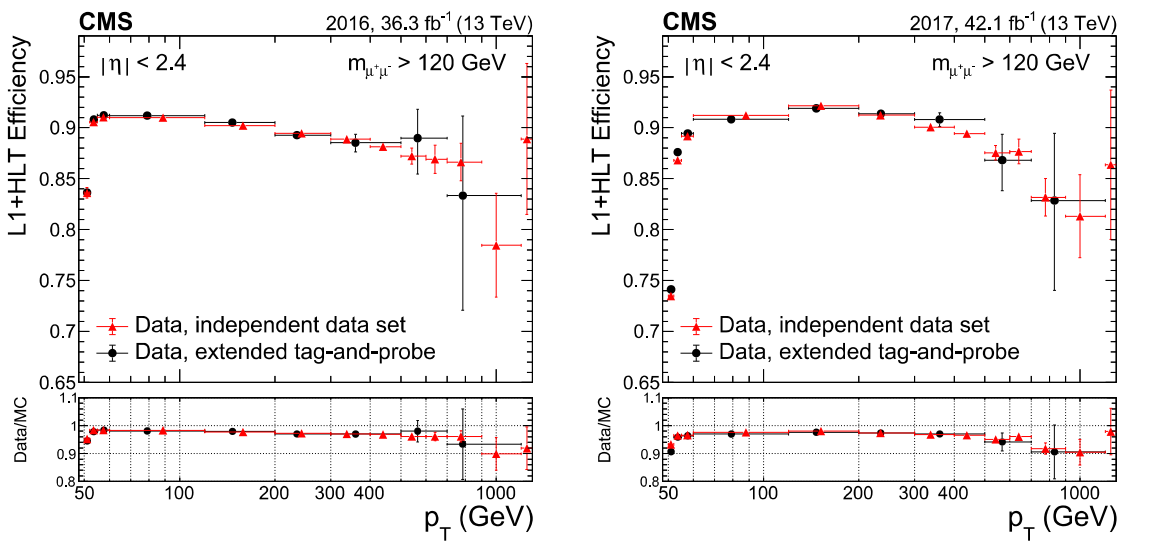 CMS 2016, 36.3 fb⁻¹ (13 TeV)
L1+HLT Efficiency
|η| < 2.4 m_μ⁺μ⁻ > 120 GeV
0.95
0.9
0.85
0.8
0.75
0.7
0.65
Data, independent data set
Data, extended tag-and-probe
Data/MC
1.1
1
0.9
0.8
50 100 200 300 400 1000
p_T (GeV)
CMS 2017, 42.1 fb⁻¹ (13 TeV)
L1+HLT Efficiency
|η| < 2.4 m_μ⁺μ⁻ > 120 GeV
0.95
0.9
0.85
0.8
0.75
0.7
0.65
Data, independent data set
Data, extended tag-and-probe
Data/MC
1.1
1
0.9
0.8
50 100 200 300 400 1000
p_T (GeV)